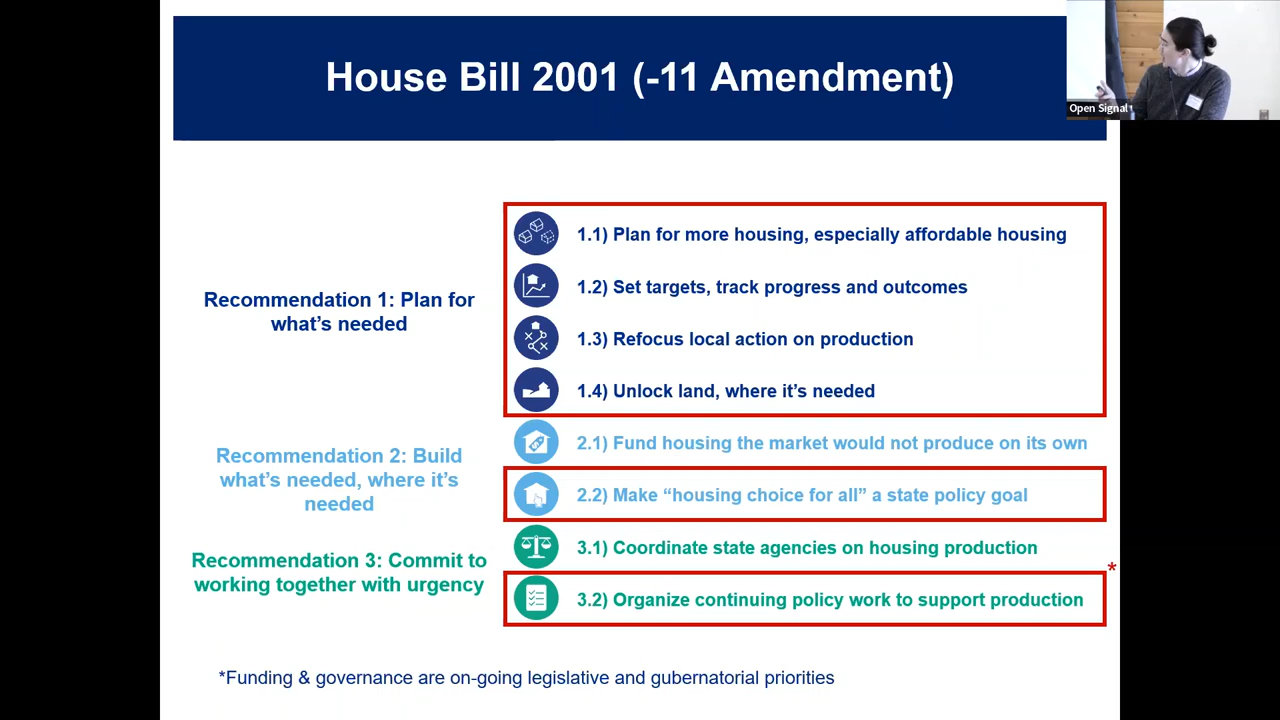 House Bill 2001 (-11 Amendment)
Open Signal
Recommendation 1: Plan for
what’s needed
1.1) Plan for more housing, especially affordable housing
1.2) Set targets, track progress and outcomes
1.3) Refocus local action on production
1.4) Unlock land, where it’s needed
Recommendation 2: Build
what’s needed, where it’s
needed
2.1) Fund housing the market would not produce on its own
2.2) Make “housing choice for all” a state policy goal
Recommendation 3: Commit to
working together with urgency
3.1) Coordinate state agencies on housing production
*
3.2) Organize continuing policy work to support production
*Funding & governance are on-going legislative and gubernatorial priorities